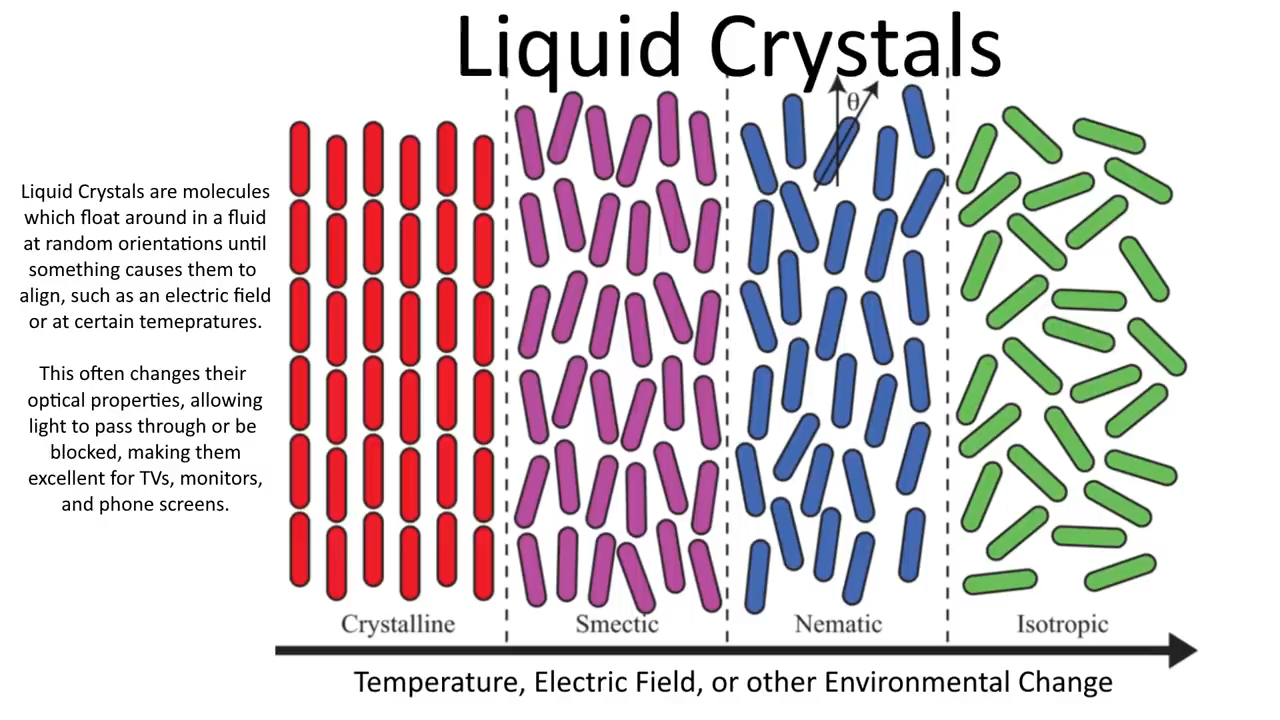 Liquid Crystals
θ
Liquid Crystals are molecules
which float around in a fluid
at random orientations until
something causes them to
align, such as an electric field
or at certain temepratures.
This often changes their
optical properties, allowing
light to pass through or be
blocked, making them
excellent for TVs, monitors,
and phone screens.
Crystalline
Smectic
Nematic
Isotropic
Temperature, Electric Field, or other Environmental Change